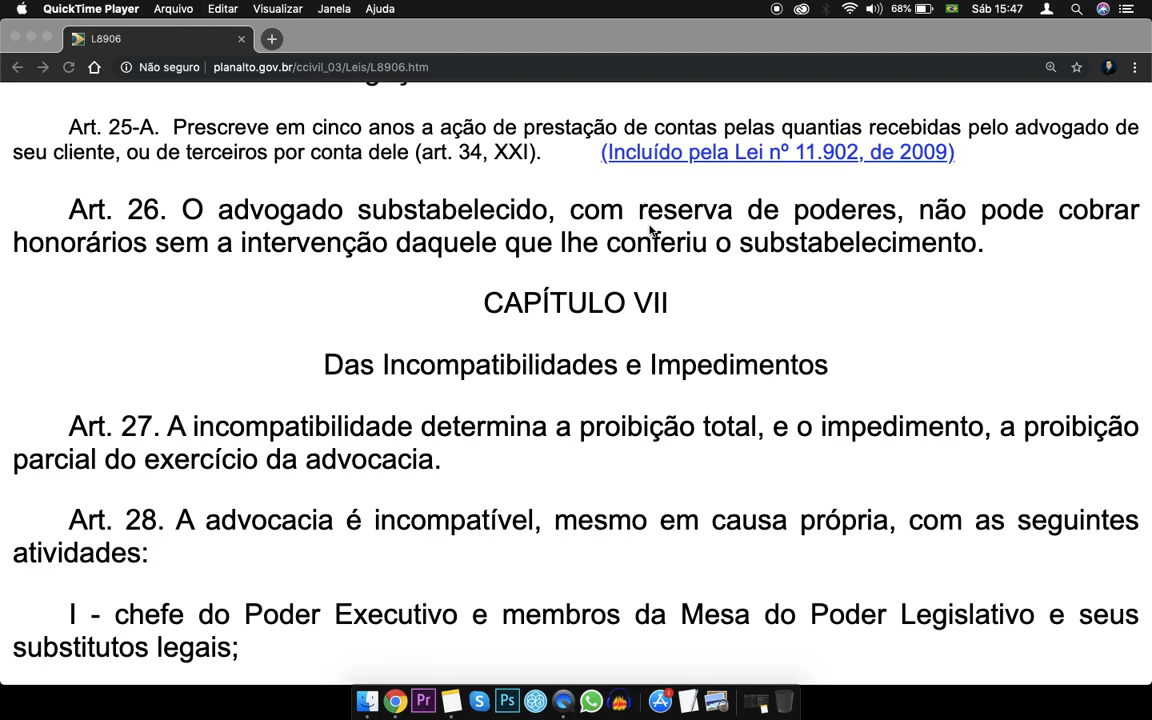 QuickTime Player Arquivo Editar Visualizar Janela Ajuda 68% Sáb 15:47
L8906
Não seguro planalto.gov.br/ccivil_03/Leis/L8906.htm
Art. 25-A. Prescreve em cinco anos a ação de prestação de contas pelas quantias recebidas pelo advogado de
seu cliente, ou de terceiros por conta dele (art. 34, XXI). (Incluído pela Lei nº 11.902, de 2009)
Art. 26. O advogado substabelecido, com reserva de poderes, não pode cobrar
honorários sem a intervenção daquele que lhe conferiu o substabelecimento.
CAPÍTULO VII
Das Incompatibilidades e Impedimentos
Art. 27. A incompatibilidade determina a proibição total, e o impedimento, a proibição
parcial do exercício da advocacia.
Art. 28. A advocacia é incompatível, mesmo em causa própria, com as seguintes
atividades:
I - chefe do Poder Executivo e membros da Mesa do Poder Legislativo e seus
substitutos legais;
Pr Ps